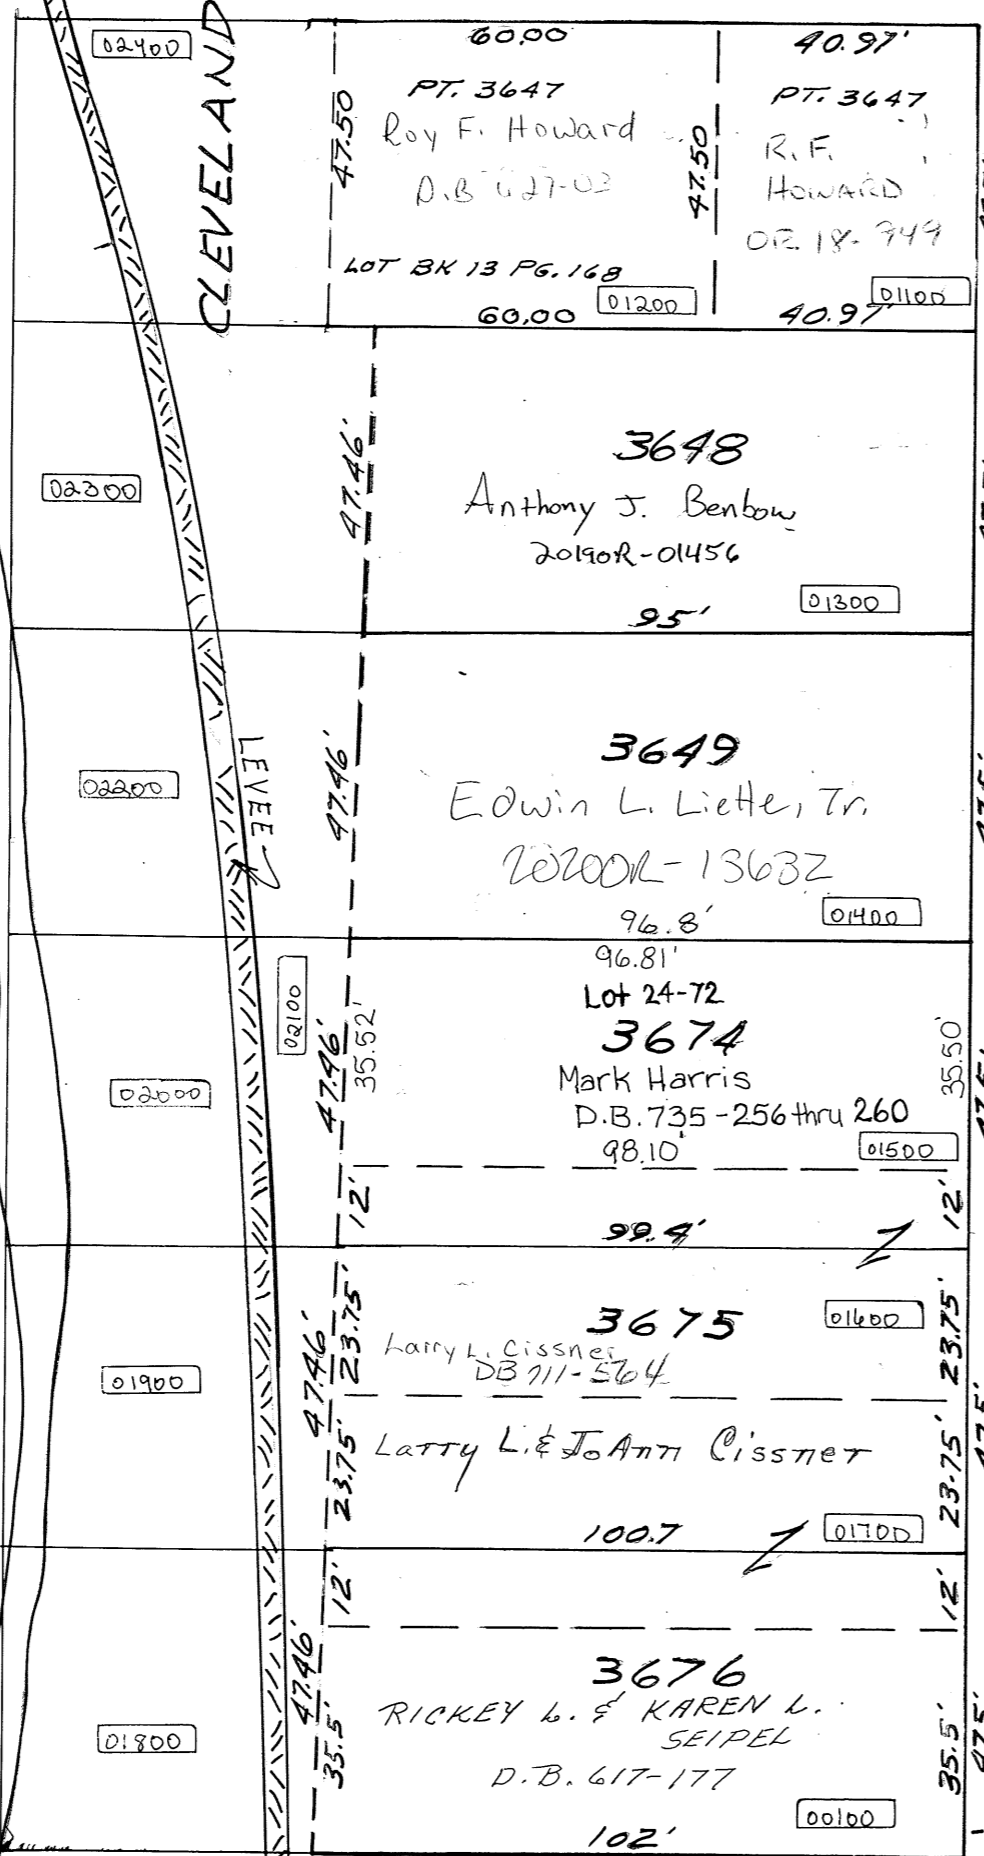 02400
CLEVELAND
60.00
PT. 3647
Roy F. Howard
47.50
47.50
LOT BK 13 PG. 168
01200
60.00
40.97'
PT. 3647
R.F.
HOWARD
OR 18-949
01100
40.97'
02300
47.46'
3648
Anthony J. Benbow
2019OR-01456
01300
95'
02200
LEVEE
47.46'
3649
Edwin L. Liette, Tr.
2020OR-13632
01400
96.8'
96.81'
Lot 24-72
3674
Mark Harris
D.B. 735-256 thru 260
98.10'
01500
02000
02100
47.46'
35.52'
35.50'
12'
12'
99.4'
Z
3675
01600
Larry L. Cissner
DB 711-564
01900
47.46'
23.75'
23.75'
23.75'
23.75'
Larry L. & JoAnn Cissner
100.7
Z
01700
12'
12'
3676
RICKEY L. & KAREN L.
SEIPEL
D.B. 617-177
01800
47.46'
35.5'
35.5'
00100
102'